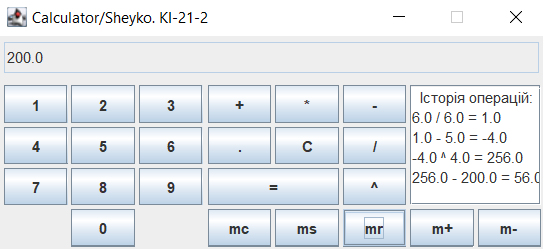 Calculator/Sheyko. KI-21-2
200.0
1 2 3 + * -
Історія операцій:
6.0 / 6.0 = 1.0
4 5 6 . C /
1.0 - 5.0 = -4.0
-4.0 ^ 4.0 = 256.0
7 8 9 = ^
256.0 - 200.0 = 56.0
0 mc ms mr m+ m-